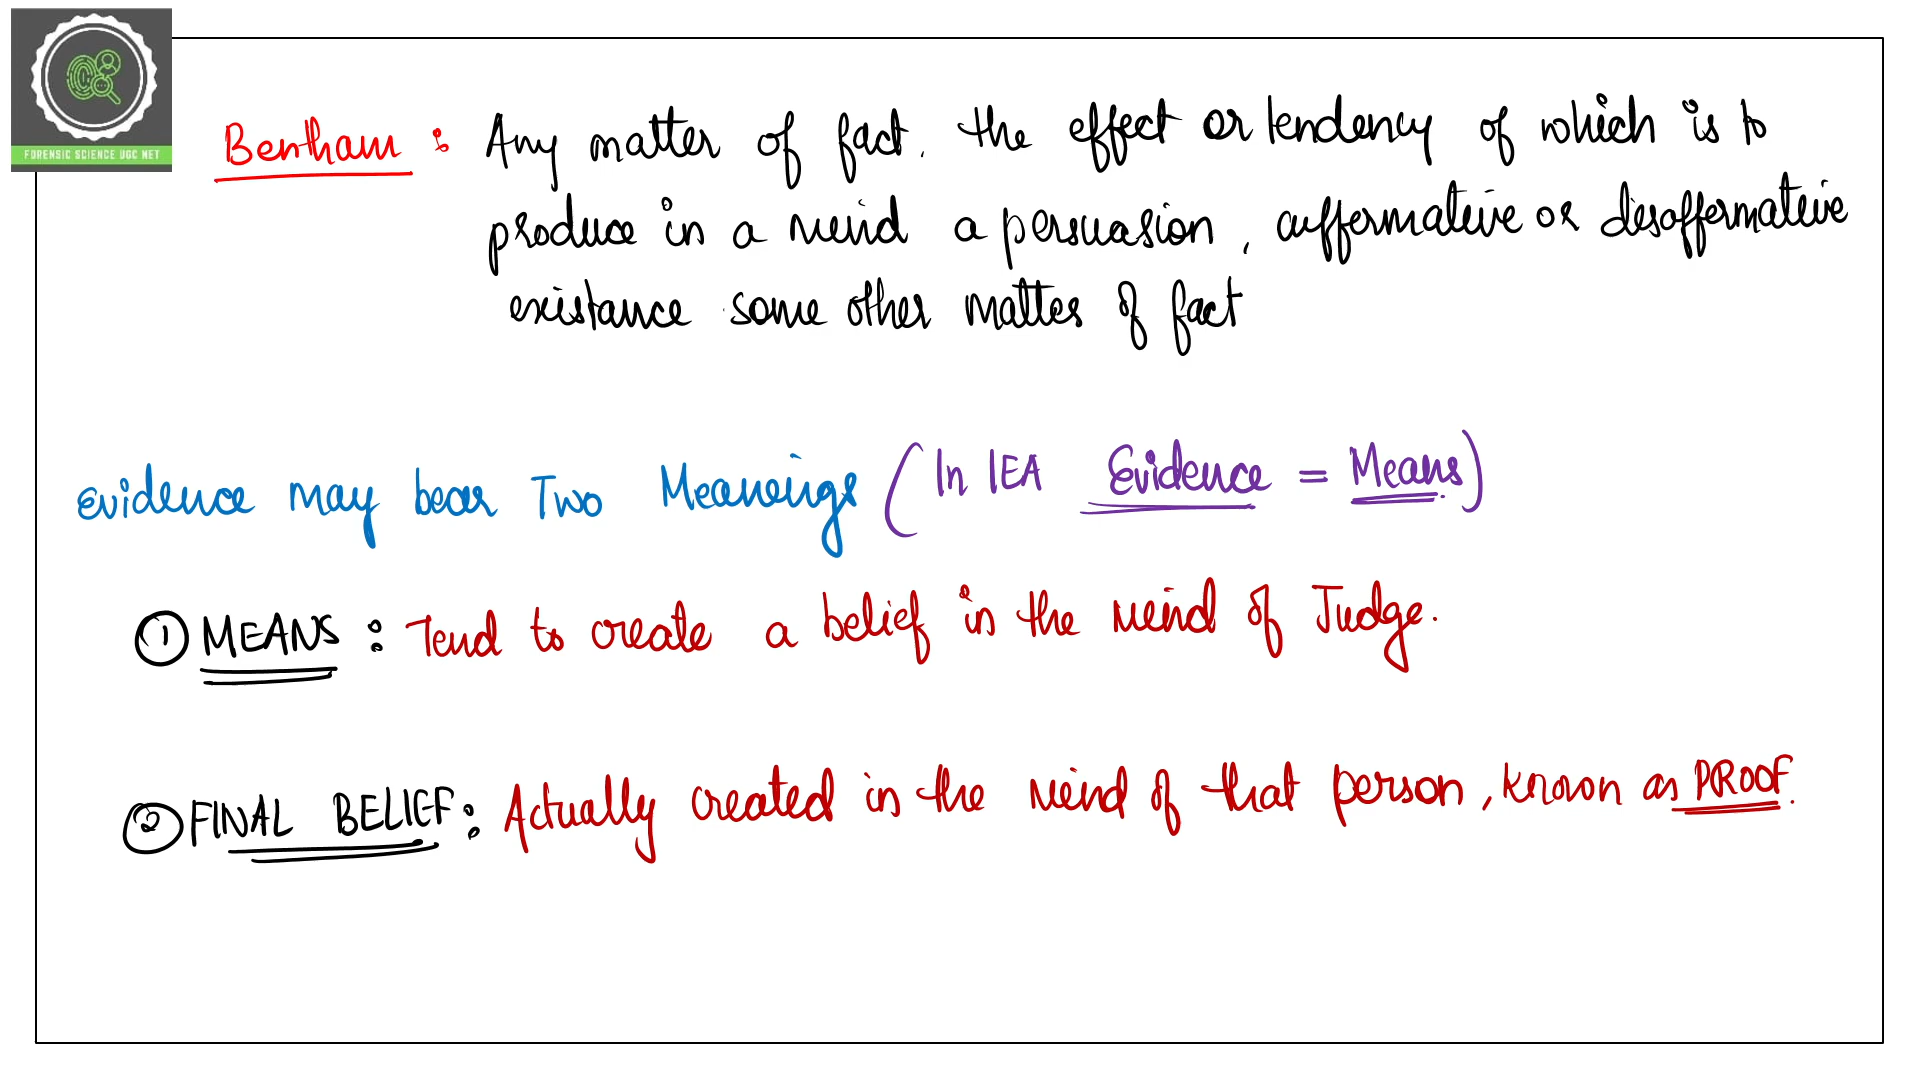 FORENSIC SCIENCE UGC NET
Bentham : Any matter of fact, the effect or tendency of which is to
produce in a mind a persuasion, affermative or desaffermative
existance some other matter of fact
Evidence may bear Two Meanings (In IEA Evidence = Means)
① MEANS : Tend to create a belief in the mind of Judge.
② FINAL BELIEF : Actually created in the mind of that person, known as PROOF.